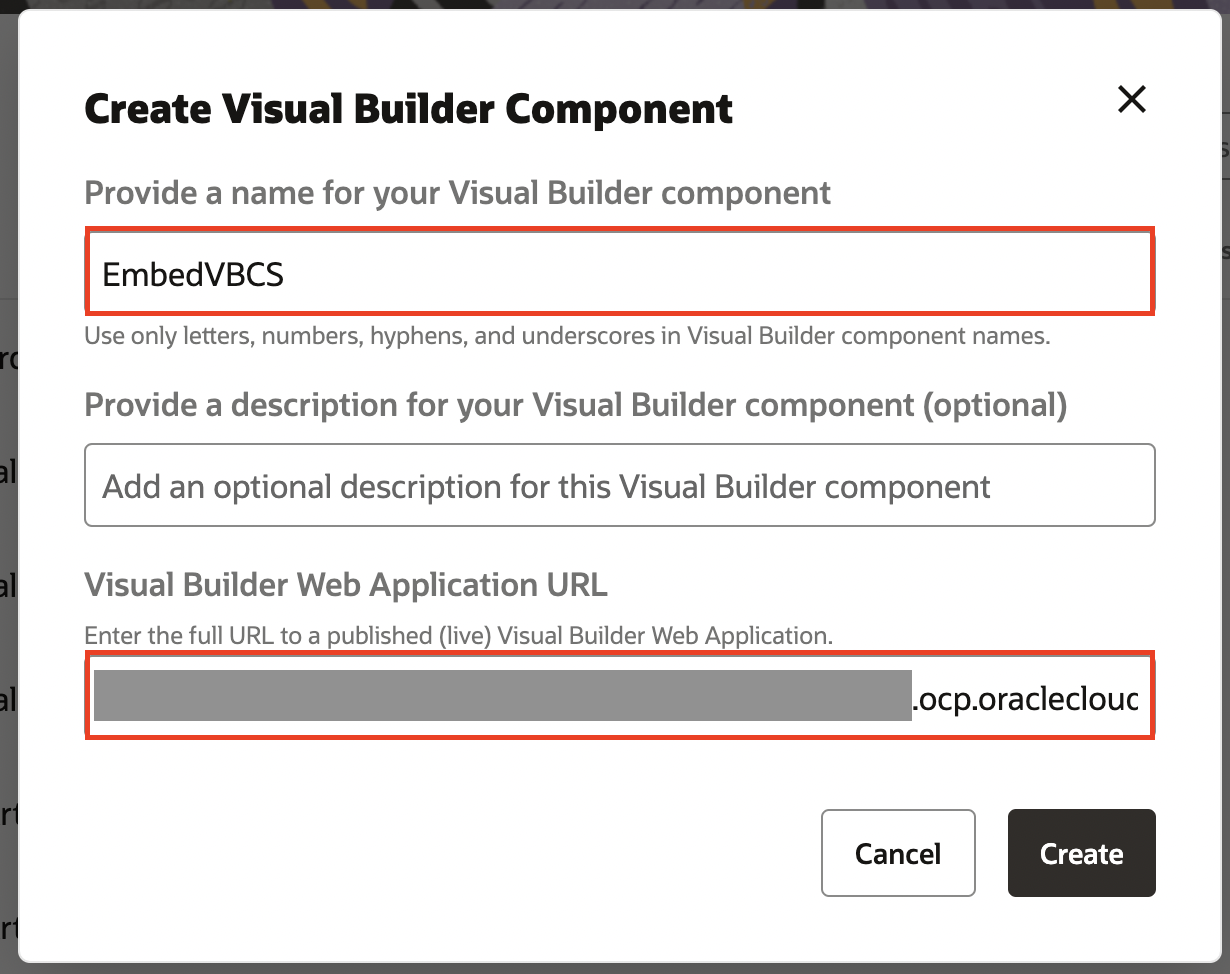 Create Visual Builder Component
Provide a name for your Visual Builder component
EmbedVBCS
Use only letters, numbers, hyphens, and underscores in Visual Builder component names.
Provide a description for your Visual Builder component (optional)
Add an optional description for this Visual Builder component
Visual Builder Web Application URL
Enter the full URL to a published (live) Visual Builder Web Application.
.ocp.oraclecloud
Cancel
Create